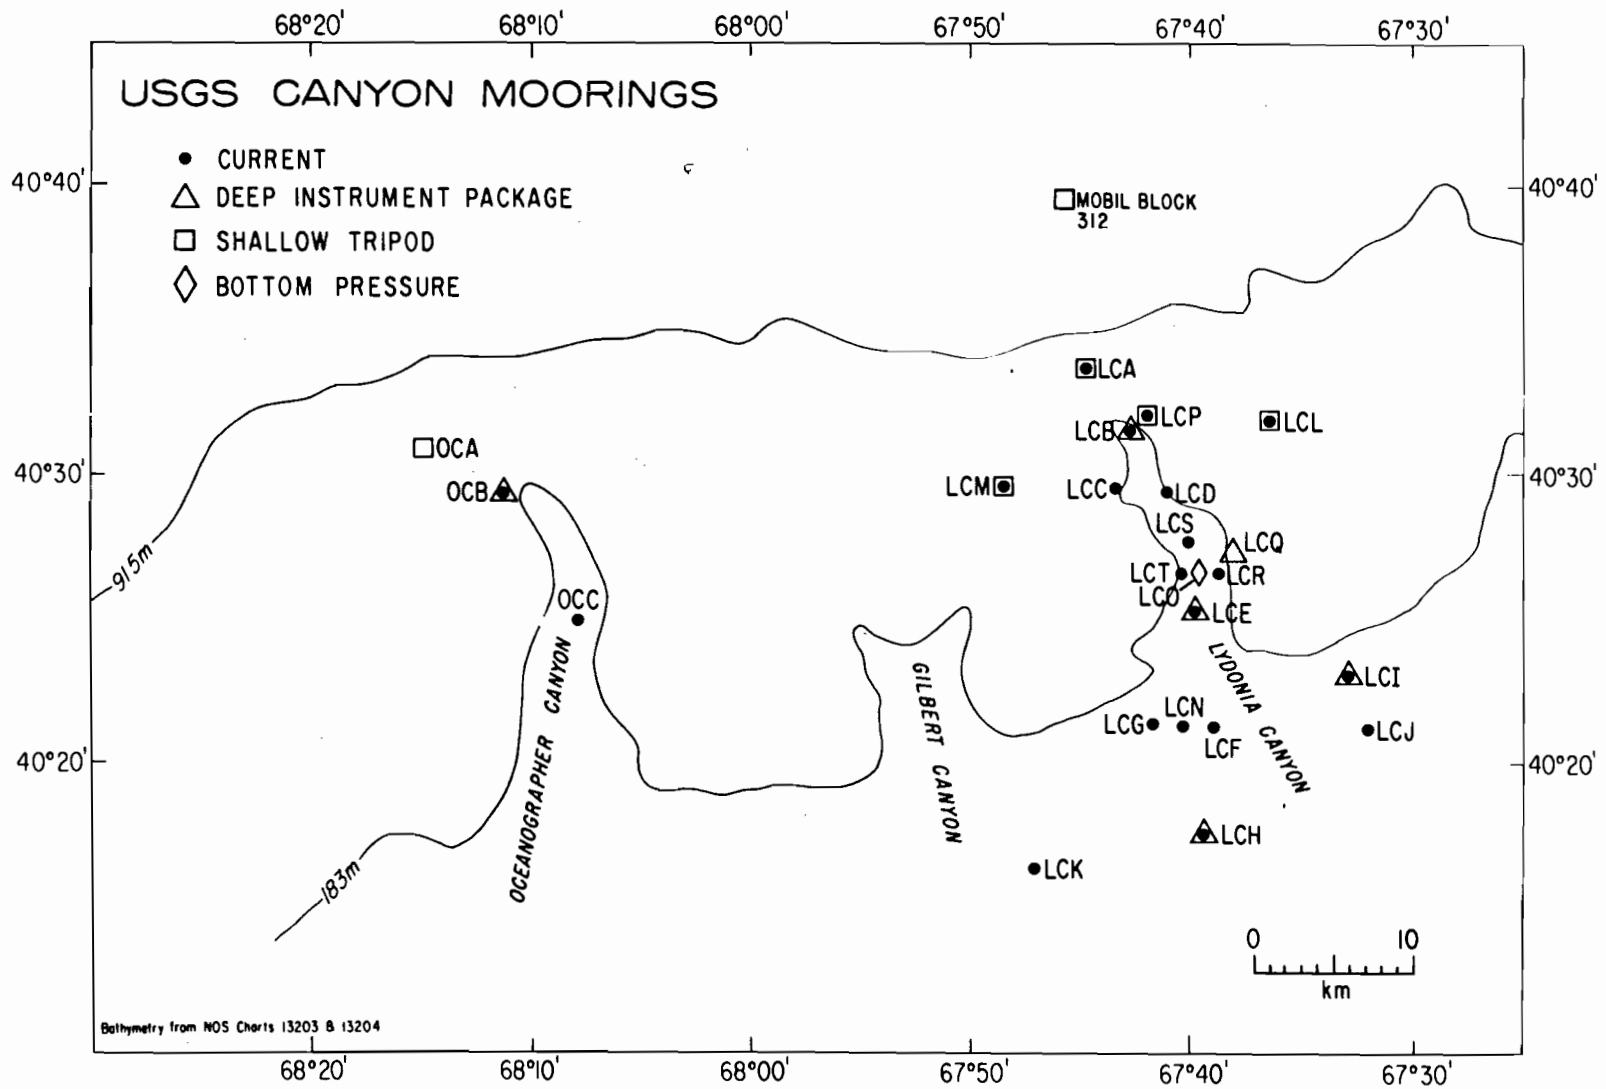 68°20' 68°10' 68°00' 67°50' 67°40' 67°30'
USGS CANYON MOORINGS
CURRENT
DEEP INSTRUMENT PACKAGE
SHALLOW TRIPOD
BOTTOM PRESSURE
40°40' 40°40'
MOBIL BLOCK
312
LCA
LCP
LCL
LCB
OCA
40°30' 40°30'
OCB
LCM
LCC
LCD
LCS
LCQ
LCT
LCR
LCO
LCE
915m
OCC
OCEANOGRAPHER CANYON
GILBERT CANYON
LYDONIA CANYON
LCI
LCN
LCG
LCF
LCJ
40°20' 40°20'
LCH
LCK
183m
0 10
km
Bathymetry from NOS Charts 13203 & 13204
68°20' 68°10' 68°00' 67°50' 67°40' 67°30'